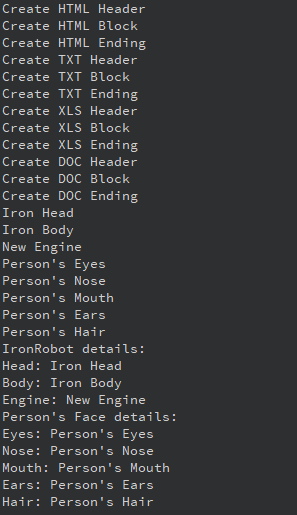 Create HTML Header
Create HTML Block
Create HTML Ending
Create TXT Header
Create TXT Block
Create TXT Ending
Create XLS Header
Create XLS Block
Create XLS Ending
Create DOC Header
Create DOC Block
Create DOC Ending
Iron Head
Iron Body
New Engine
Person's Eyes
Person's Nose
Person's Mouth
Person's Ears
Person's Hair
IronRobot details:
Head: Iron Head
Body: Iron Body
Engine: New Engine
Person's Face details:
Eyes: Person's Eyes
Nose: Person's Nose
Mouth: Person's Mouth
Ears: Person's Ears
Hair: Person's Hair